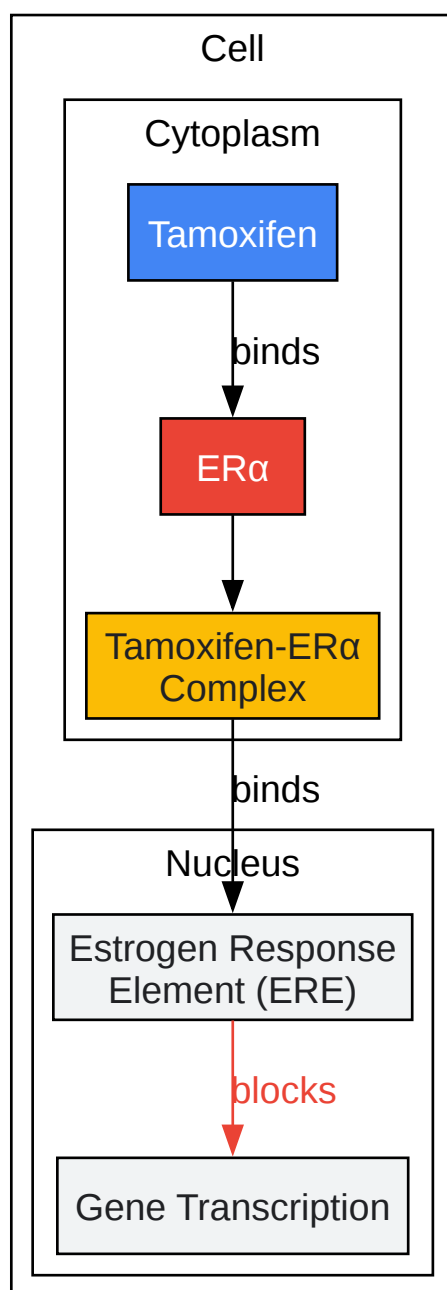 Cell
Cytoplasm
Tamoxifen
binds
ERα
Tamoxifen-ERα
Complex
binds
Nucleus
Estrogen Response
Element (ERE)
blocks
Gene Transcription